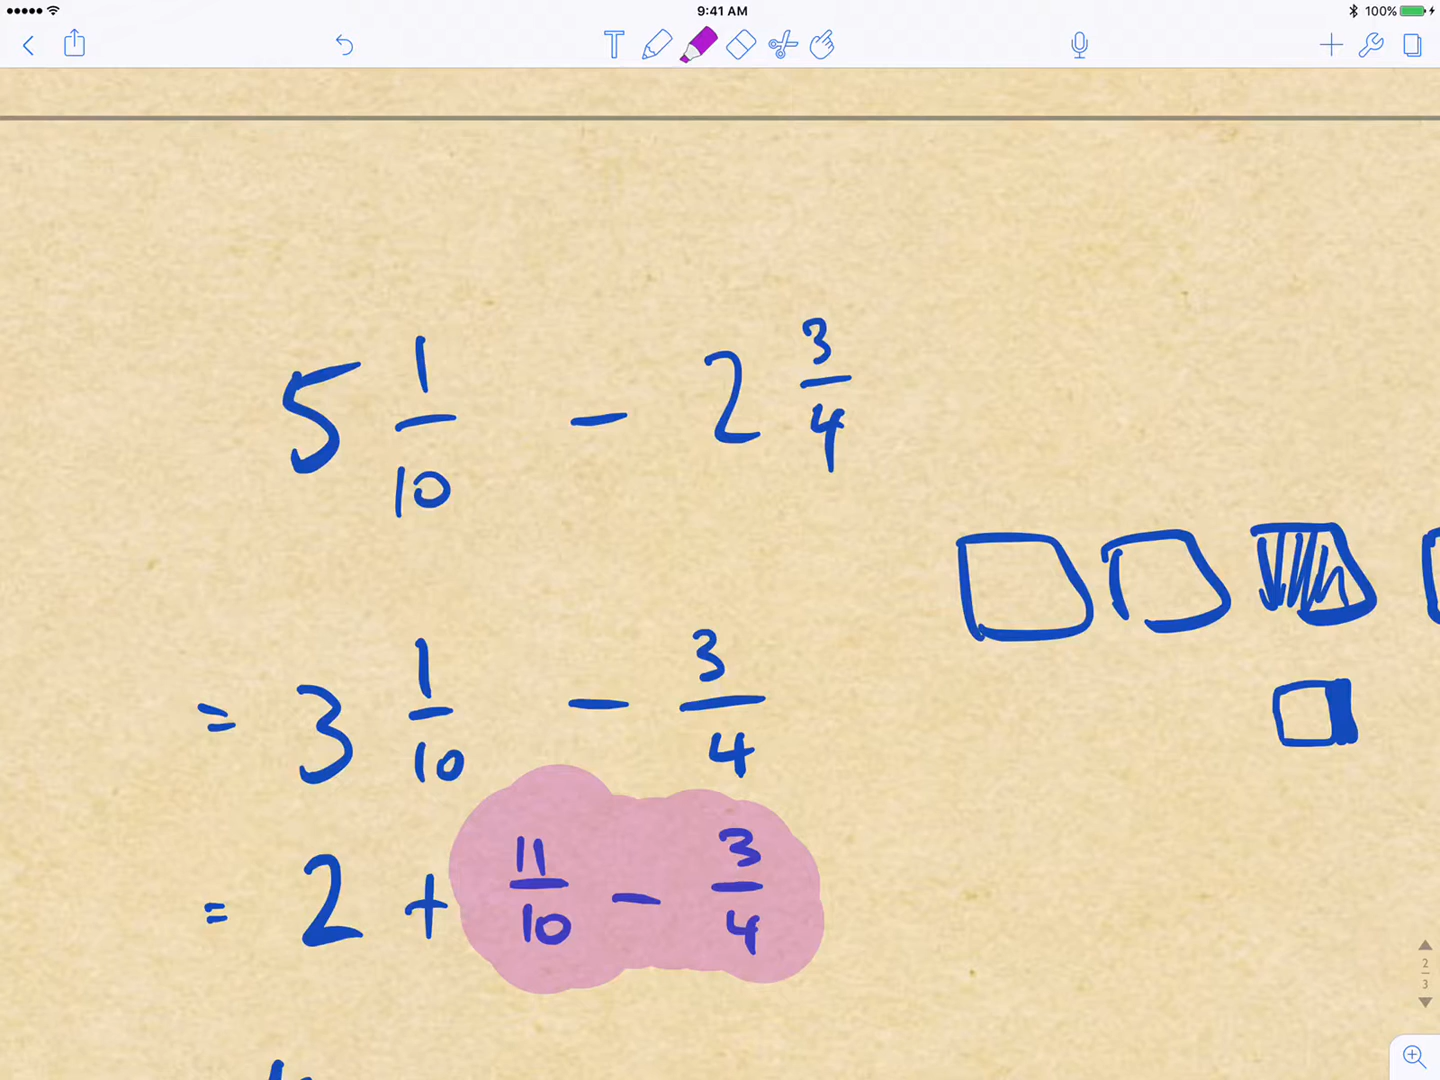 9:41 AM
100%
T
5 1/10 - 2 3/4
= 3 1/10 - 3/4
= 2 + 11/10 - 3/4
2/3